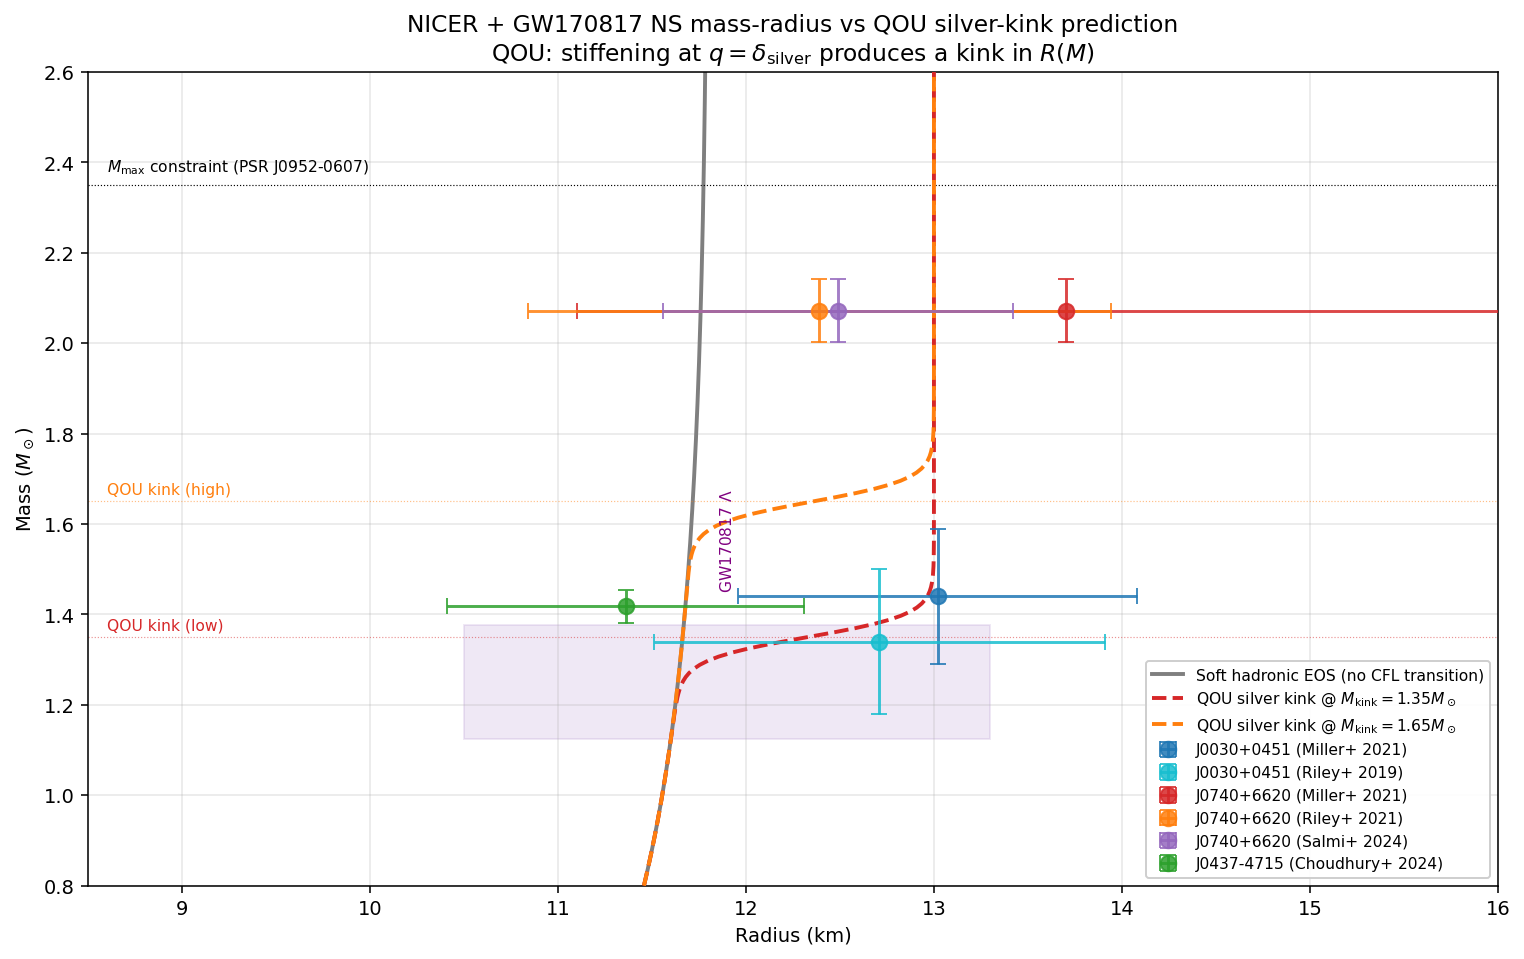 NICER + GW170817 NS mass-radius vs QOU silver-kink prediction
QOU: stiffening at q = δ_silver produces a kink in R(M)
Mass (M_⊙)
2.6
2.4
2.2
2.0
1.8
1.6
1.4
1.2
1.0
0.8
M_max constraint (PSR J0952-0607)
QOU kink (high)
GW170817 Λ
QOU kink (low)
Soft hadronic EOS (no CFL transition)
QOU silver kink @ M_kink = 1.35M_⊙
QOU silver kink @ M_kink = 1.65M_⊙
J0030+0451 (Miller+ 2021)
J0030+0451 (Riley+ 2019)
J0740+6620 (Miller+ 2021)
J0740+6620 (Riley+ 2021)
J0740+6620 (Salmi+ 2024)
J0437-4715 (Choudhury+ 2024)
9 10 11 12 13 14 15 16
Radius (km)